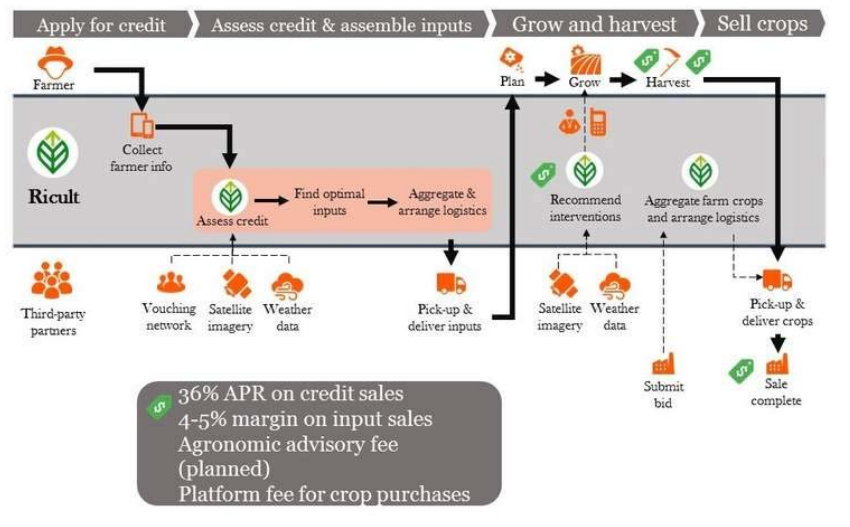 Apply for credit
Assess credit & assemble inputs
Grow and harvest
Sell crops
Farmer
Plan
Grow
Harvest
Ricult
Collect
farmer info
Assess credit
Find optimal
inputs
Aggregate &
arrange logistics
Recommend
interventions
Aggregate farm crops
and arrange logistics
Third-party
partners
Vouching
network
Satellite
imagery
Weather
data
Pick-up &
deliver inputs
Satellite
imagery
Weather
data
Submit
bid
Pick-up &
deliver crops
Sale
complete
36% APR on credit sales
4-5% margin on input sales
Agronomic advisory fee
(planned)
Platform fee for crop purchases